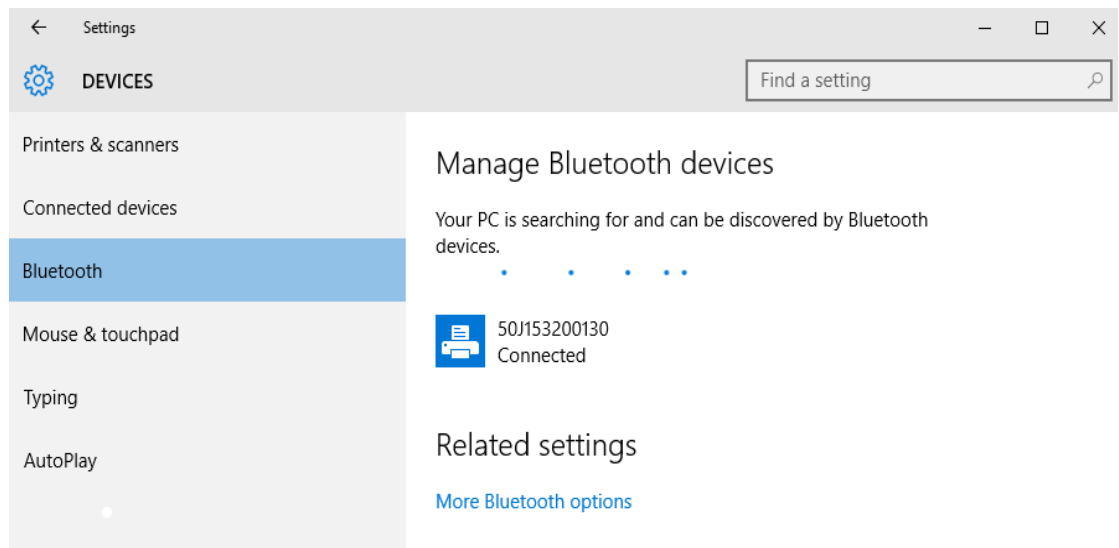 Settings
DEVICES
Find a setting
Printers & scanners
Connected devices
Bluetooth
Mouse & touchpad
Typing
AutoPlay
Manage Bluetooth devices
Your PC is searching for and can be discovered by Bluetooth
devices.
50J153200130
Connected
Related settings
More Bluetooth options